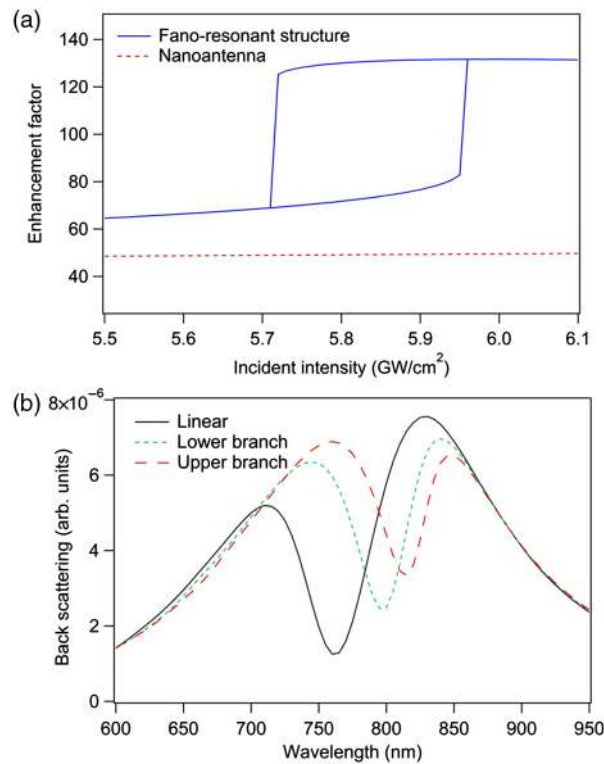 (a)
Fano-resonant structure
Nanoantenna
140
120
100
80
60
40
Enhancement factor
5.5 5.6 5.7 5.8 5.9 6.0 6.1
Incident intensity (GW/cm²)
(b)
8×10⁻⁶
Linear
Lower branch
Upper branch
6
4
2
0
Back scattering (arb. units)
600 650 700 750 800 850 900 950
Wavelength (nm)